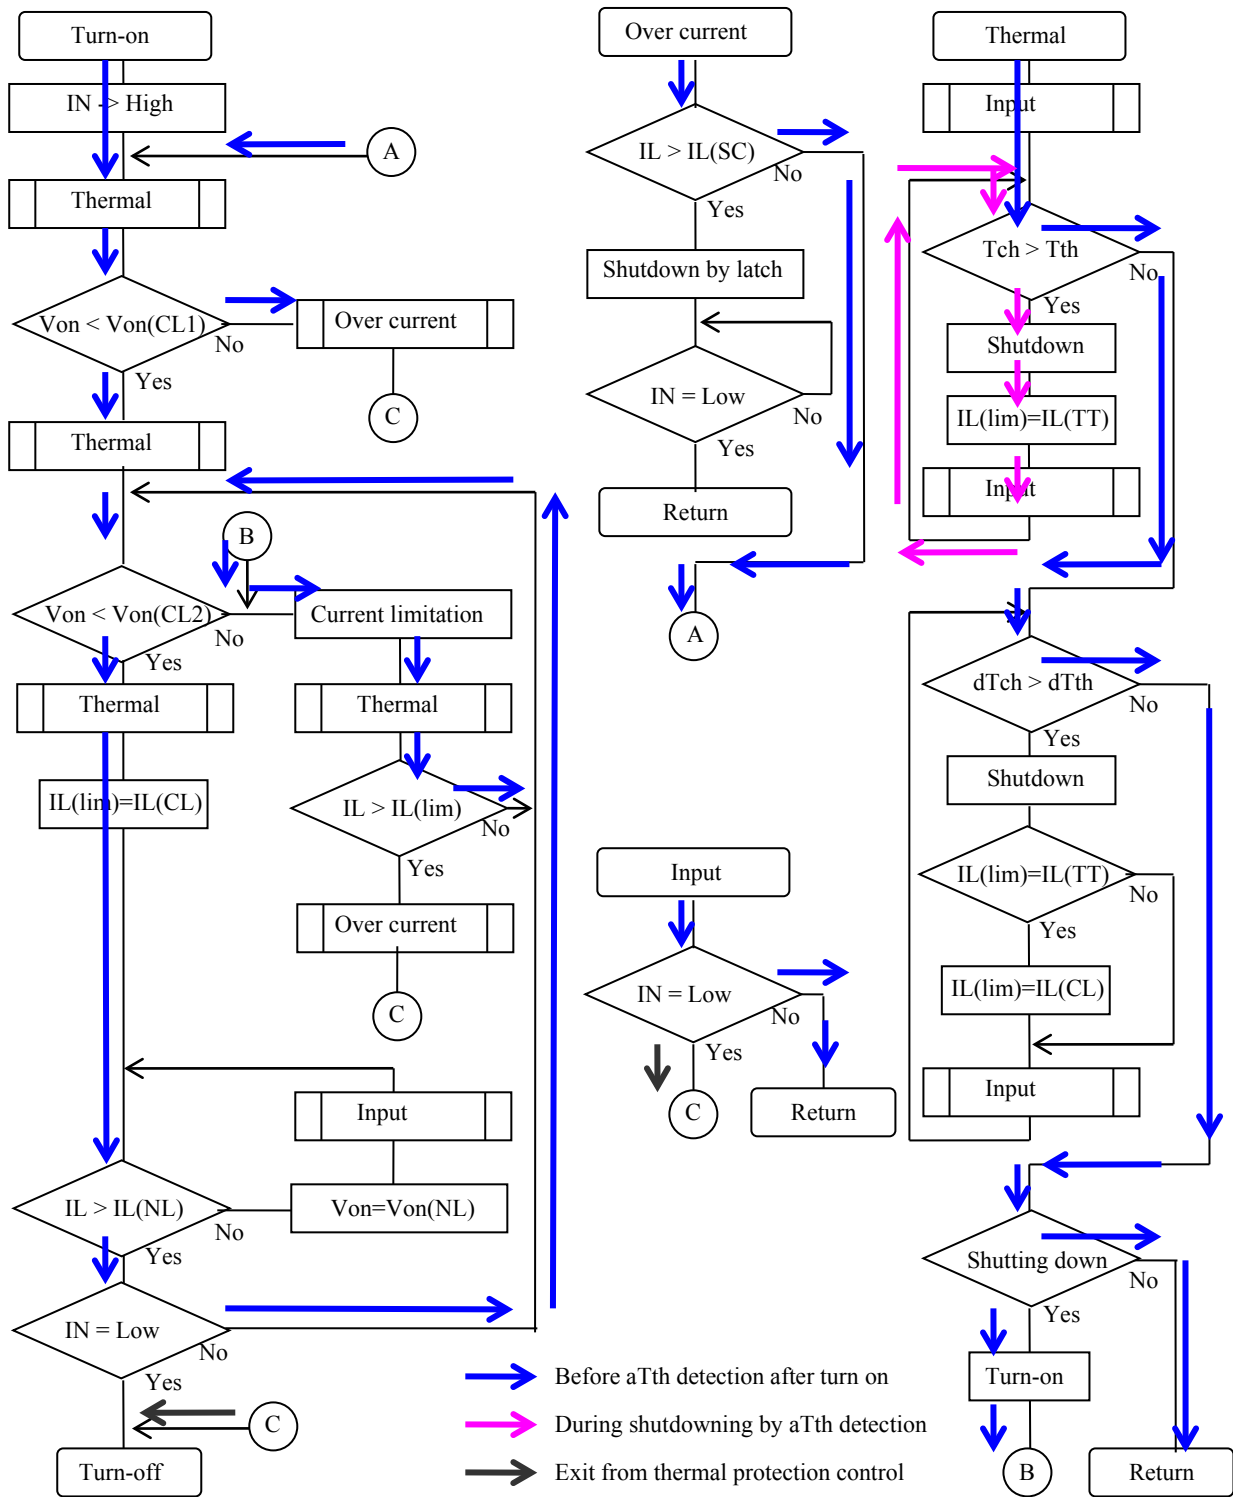 Turn-on
IN -> High
A
Thermal
Von < Von(CL1)
No
Yes
Over current
C
Thermal
B
Von < Von(CL2)
No
Yes
Current limitation
Thermal
Thermal
IL(lim)=IL(CL)
IL > IL(lim)
No
Yes
Over current
C
Input
Von=Von(NL)
IL > IL(NL)
No
Yes
IN = Low
No
Yes
C
Turn-off
Over current
IL > IL(SC)
No
Yes
Shutdown by latch
IN = Low
No
Yes
Return
A
Input
IN = Low
No
Yes
C
Return
Thermal
Input
Tch > Tth
No
Yes
Shutdown
IL(lim)=IL(TT)
Input
dTch > dTth
No
Yes
Shutdown
IL(lim)=IL(TT)
No
Yes
IL(lim)=IL(CL)
Input
Shutting down
No
Yes
Turn-on
B
Return
Before aTth detection after turn on
During shutdowning by aTth detection
Exit from thermal protection control